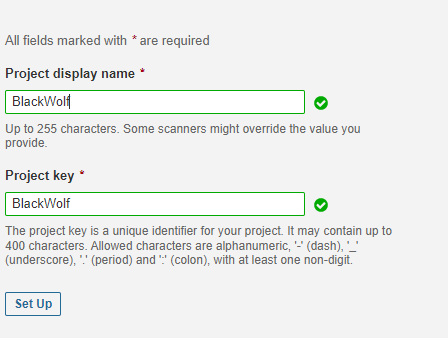 All fields marked with * are required
Project display name *
BlackWolf
Up to 255 characters. Some scanners might override the value you
provide.
Project key *
BlackWolf
The project key is a unique identifier for your project. It may contain up to
400 characters. Allowed characters are alphanumeric, '-' (dash), '_'
(underscore), '.' (period) and ':' (colon), with at least one non-digit.
Set Up